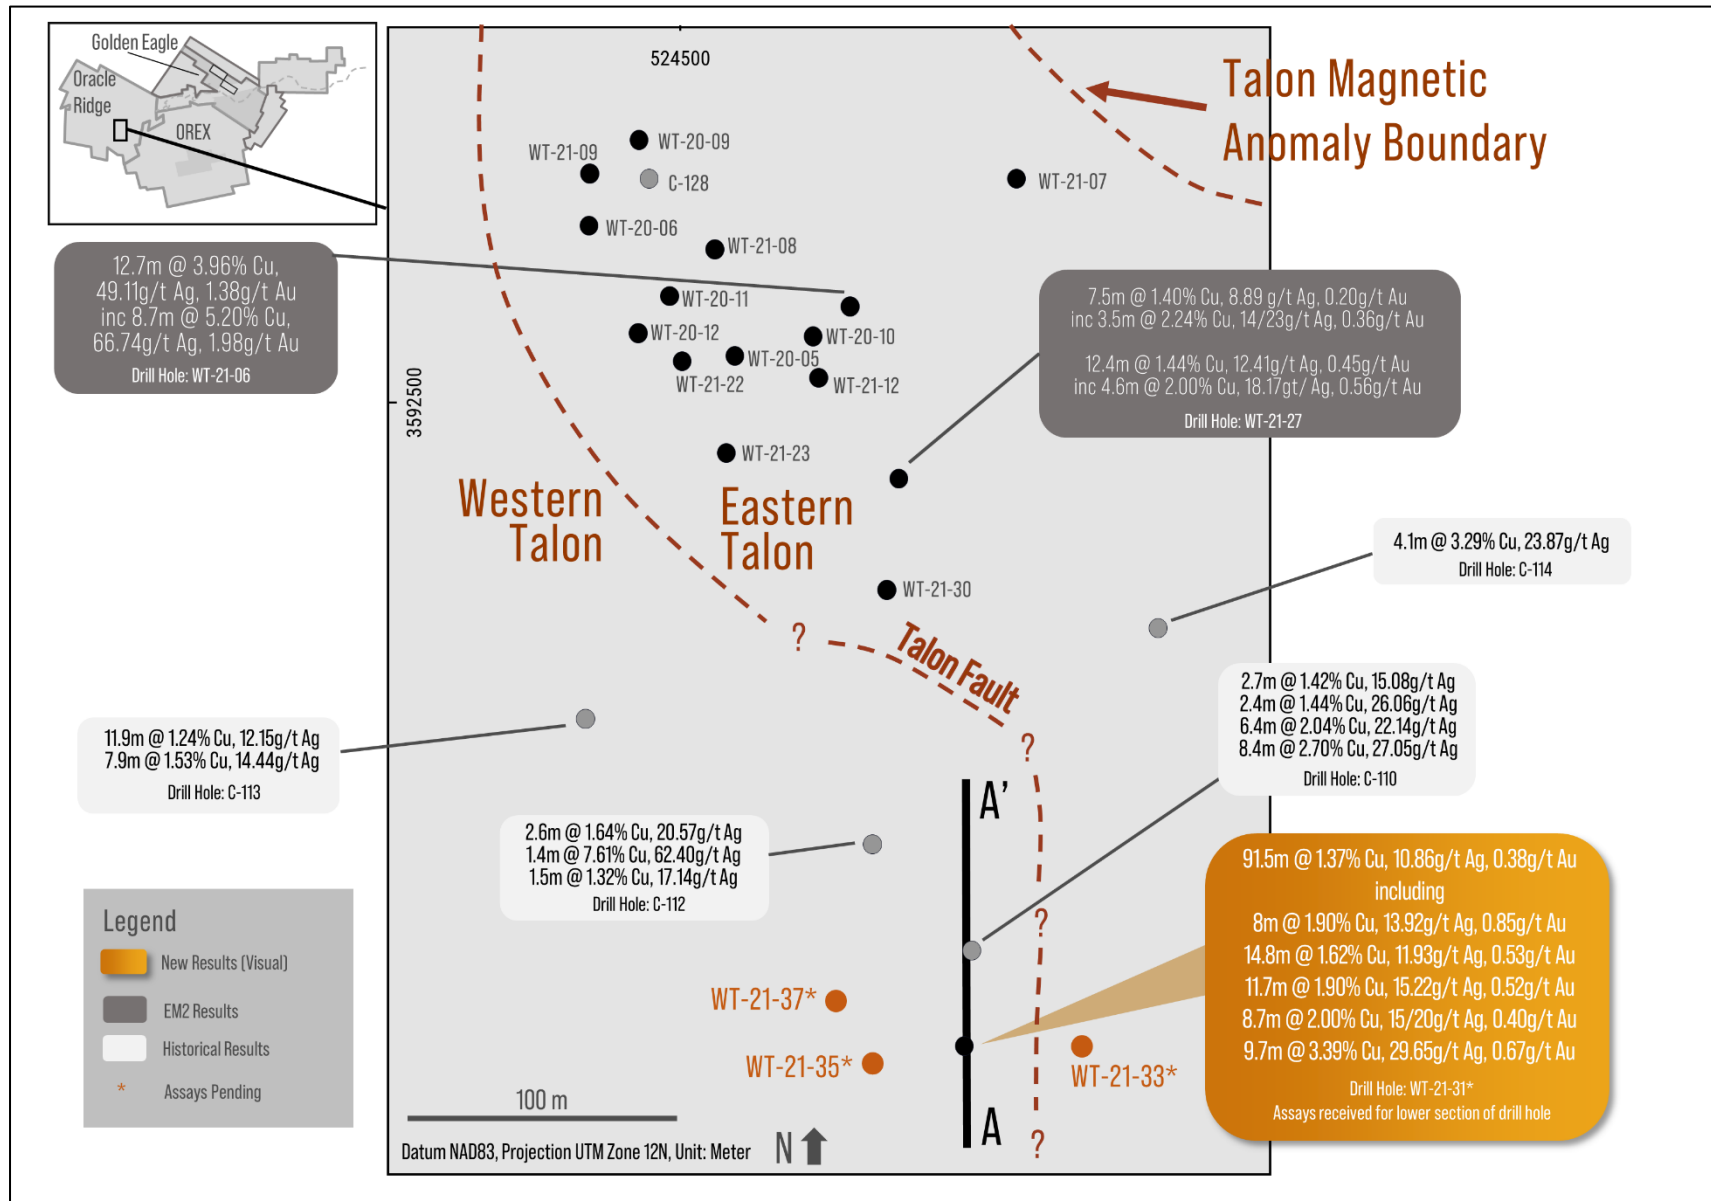 Golden Eagle
Oracle
Ridge
OREX
524500
3592500
Talon Magnetic
Anomaly Boundary
WT-20-09
WT-21-09
C-128
WT-21-07
WT-20-06
WT-21-08
WT-20-11
WT-20-12
WT-20-10
WT-20-05
WT-21-22
WT-21-12
WT-21-23
12.7m @ 3.96% Cu,
49.11g/t Ag, 1.38g/t Au
inc 8.7m @ 5.20% Cu,
66.74g/t Ag, 1.98g/t Au
Drill Hole: WT-21-06
7.5m @ 1.40% Cu, 8.89 g/t Ag, 0.20g/t Au
inc 3.5m @ 2.24% Cu, 14/23g/t Ag, 0.36g/t Au
12.4m @ 1.44% Cu, 12.41g/t Ag, 0.45g/t Au
inc 4.6m @ 2.00% Cu, 18.17gt/ Ag, 0.56g/t Au
Drill Hole: WT-21-27
Western
Talon
Eastern
Talon
4.1m @ 3.29% Cu, 23.87g/t Ag
Drill Hole: C-114
WT-21-30
?
Talon Fault
?
2.7m @ 1.42% Cu, 15.08g/t Ag
2.4m @ 1.44% Cu, 26.06g/t Ag
6.4m @ 2.04% Cu, 22.14g/t Ag
8.4m @ 2.70% Cu, 27.05g/t Ag
Drill Hole: C-110
11.9m @ 1.24% Cu, 12.15g/t Ag
7.9m @ 1.53% Cu, 14.44g/t Ag
Drill Hole: C-113
A'
2.6m @ 1.64% Cu, 20.57g/t Ag
1.4m @ 7.61% Cu, 62.40g/t Ag
1.5m @ 1.32% Cu, 17.14g/t Ag
Drill Hole: C-112
91.5m @ 1.37% Cu, 10.86g/t Ag, 0.38g/t Au
including
8m @ 1.90% Cu, 13.92g/t Ag, 0.85g/t Au
14.8m @ 1.62% Cu, 11.93g/t Ag, 0.53g/t Au
11.7m @ 1.90% Cu, 15.22g/t Ag, 0.52g/t Au
8.7m @ 2.00% Cu, 15/20g/t Ag, 0.40g/t Au
9.7m @ 3.39% Cu, 29.65g/t Ag, 0.67g/t Au
Drill Hole: WT-21-31*
Assays received for lower section of drill hole
?
WT-21-37*
WT-21-35*
WT-21-33*
A
?
Legend
New Results (Visual)
EM2 Results
Historical Results
* Assays Pending
100 m
Datum NAD83, Projection UTM Zone 12N, Unit: Meter
N